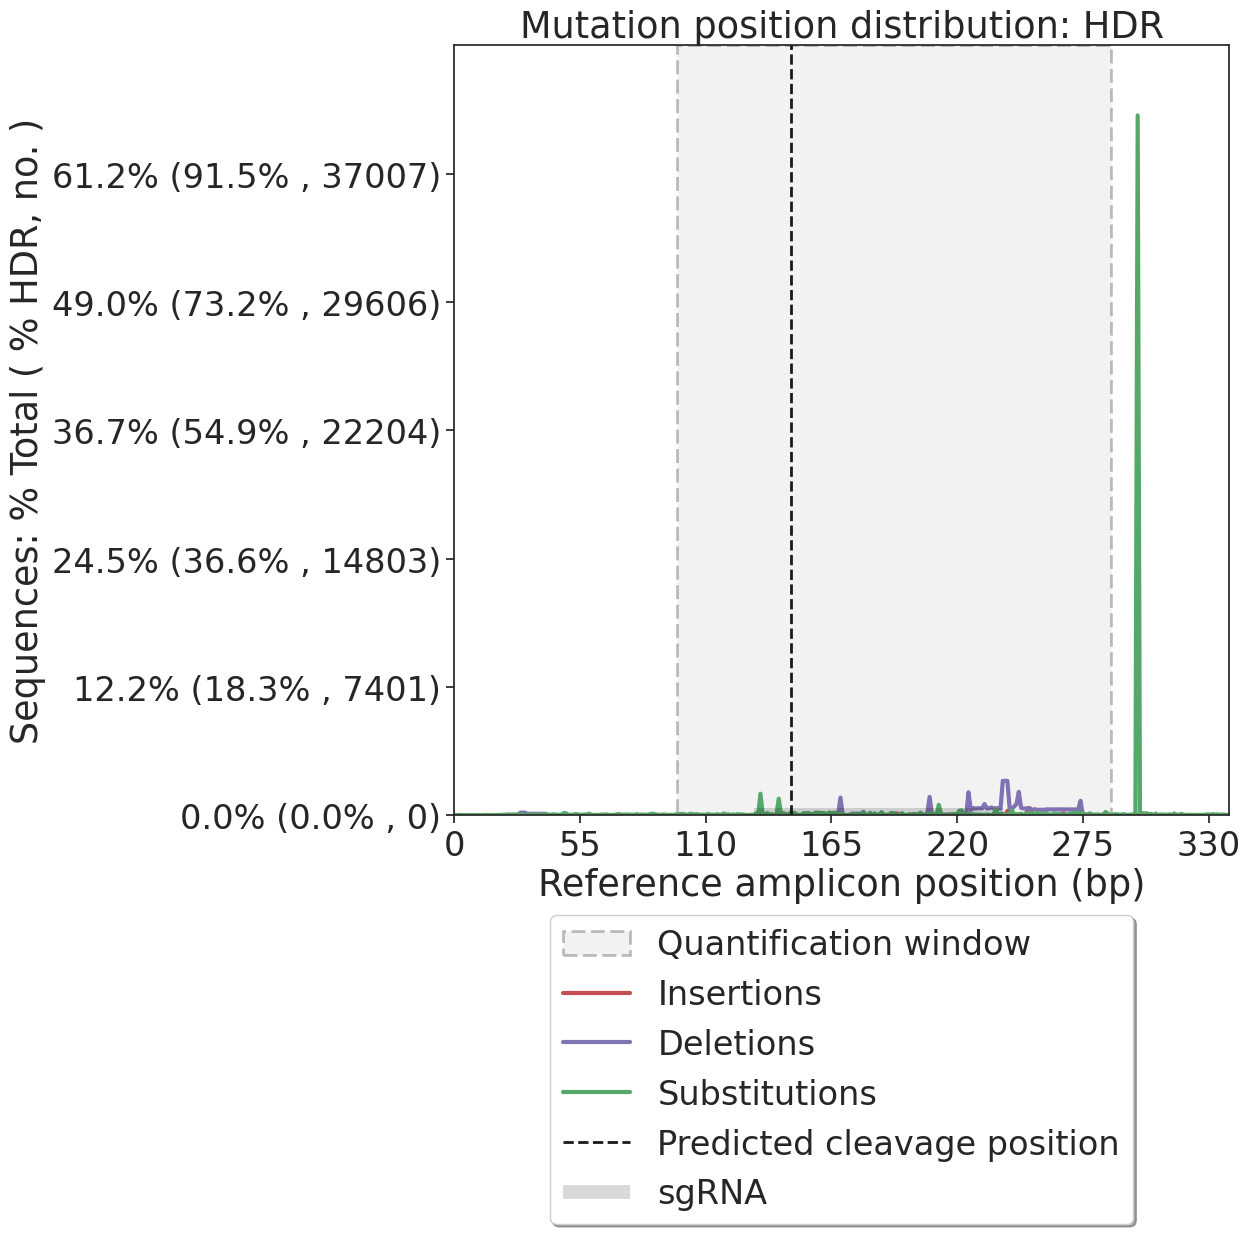 Mutation position distribution: HDR
Sequences: % Total ( % HDR, no. )
61.2% (91.5% , 37007)
49.0% (73.2% , 29606)
36.7% (54.9% , 22204)
24.5% (36.6% , 14803)
12.2% (18.3% , 7401)
0.0% (0.0% , 0)
0 55 110 165 220 275 330
Reference amplicon position (bp)
Quantification window
Insertions
Deletions
Substitutions
Predicted cleavage position
sgRNA